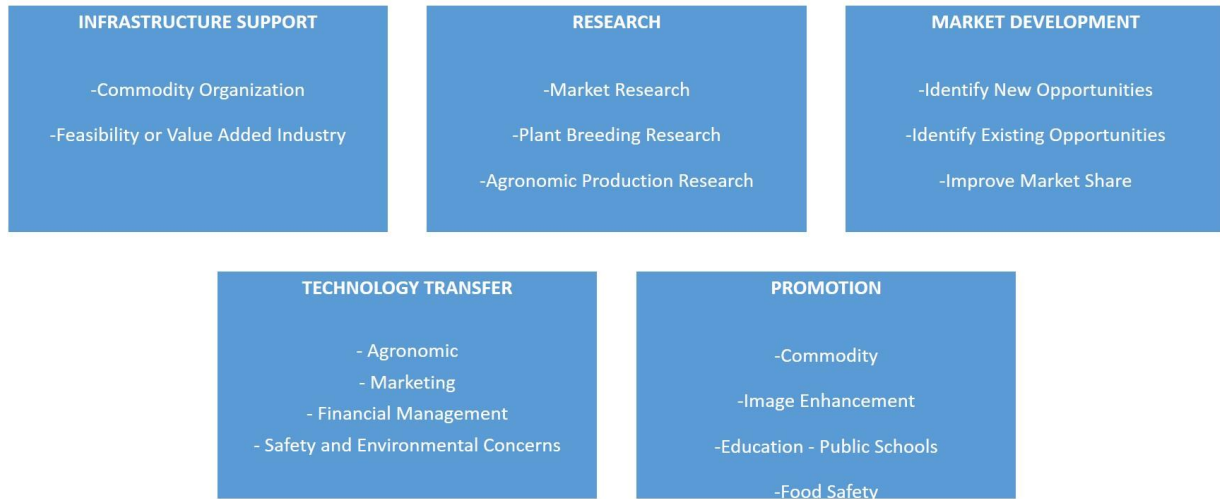 INFRASTRUCTURE SUPPORT
-Commodity Organization
-Feasibility or Value Added Industry
RESEARCH
-Market Research
-Plant Breeding Research
-Agronomic Production Research
MARKET DEVELOPMENT
-Identify New Opportunities
-Identify Existing Opportunities
-Improve Market Share
TECHNOLOGY TRANSFER
- Agronomic
- Marketing
- Financial Management
- Safety and Environmental Concerns
PROMOTION
-Commodity
-Image Enhancement
-Education - Public Schools
-Food Safety